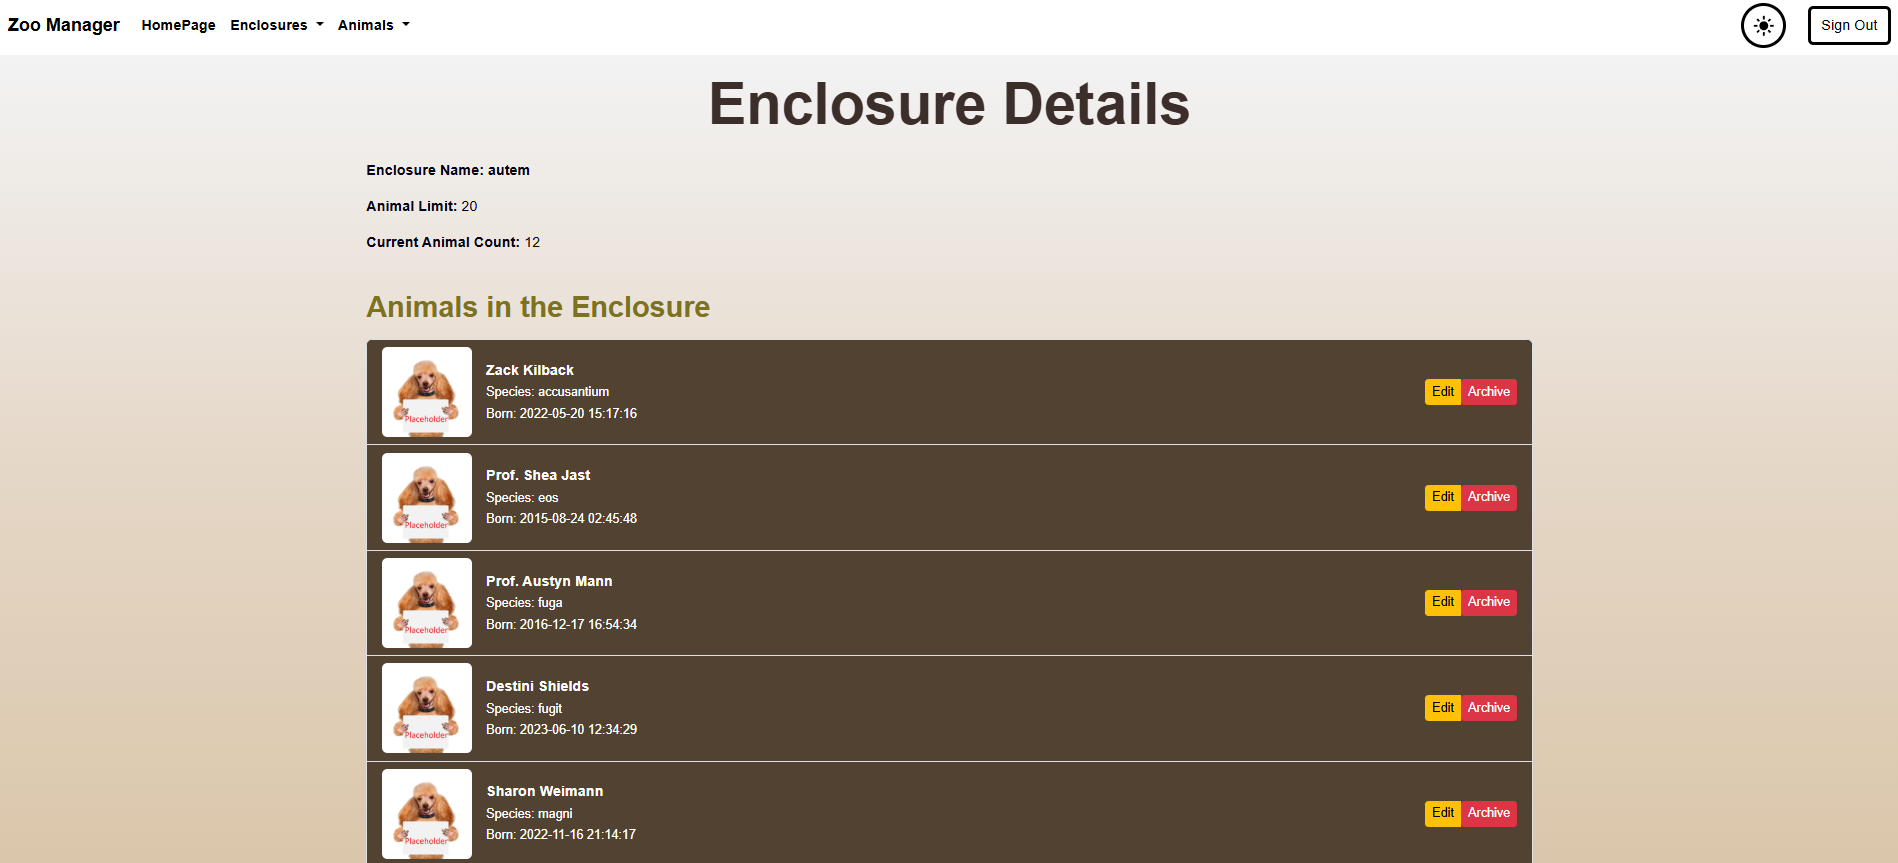 Zoo Manager HomePage Enclosures Animals Sign Out
Enclosure Details
Enclosure Name: autem
Animal Limit: 20
Current Animal Count: 12
Animals in the Enclosure
Placeholder
Zack Kilback
Species: accusantium
Born: 2022-05-20 15:17:16
Edit Archive
Placeholder
Prof. Shea Jast
Species: eos
Born: 2015-08-24 02:45:48
Edit Archive
Placeholder
Prof. Austyn Mann
Species: fuga
Born: 2016-12-17 16:54:34
Edit Archive
Placeholder
Destini Shields
Species: fugit
Born: 2023-06-10 12:34:29
Edit Archive
Placeholder
Sharon Weimann
Species: magni
Born: 2022-11-16 21:14:17
Edit Archive